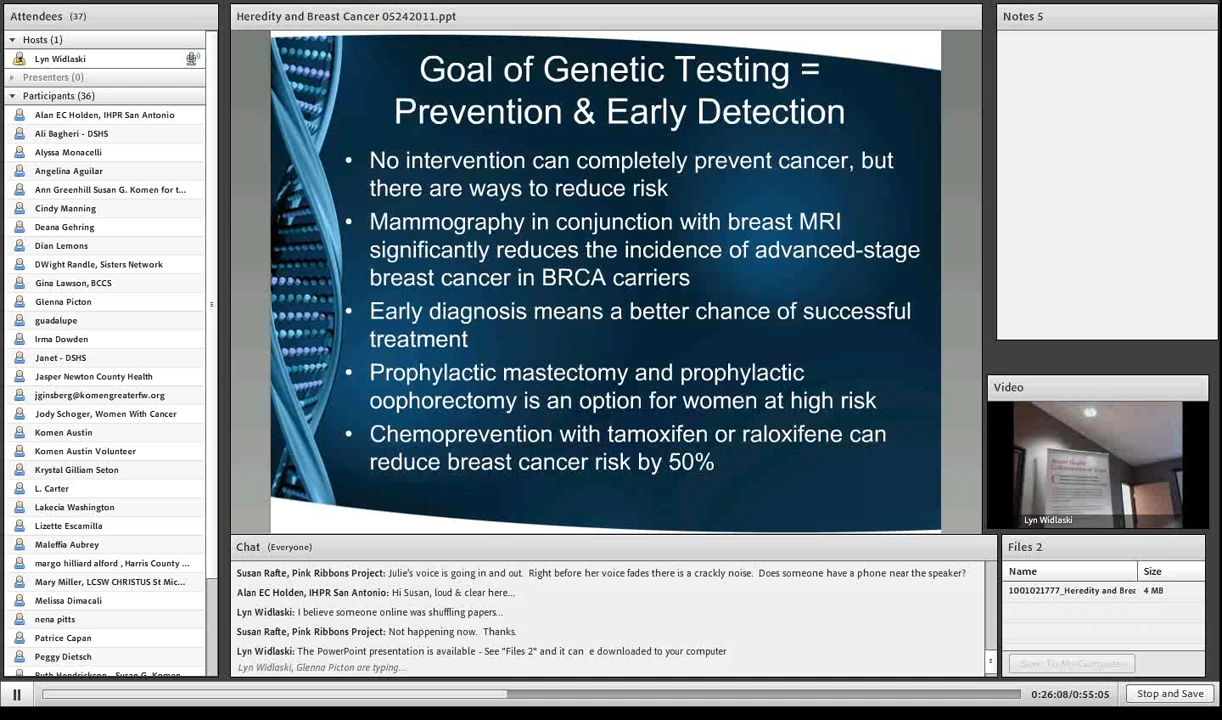 Attendees (37)
Hosts (1)
Lyn Widlaski
Presenters (0)
Participants (36)
Alan EC Holden, IHPR San Antonio
Ali Bagheri - DSHS
Alyssa Monacelli
Angelina Aguilar
Ann Greenhill Susan G. Komen for t...
Cindy Manning
Deana Gehring
Dian Lemons
DWight Randle, Sisters Network
Gina Lawson, BCCS
Glenna Picton
guadalupe
Irma Dowden
Janet - DSHS
Jasper Newton County Health
jginsberg@komengreaterfw.org
Jody Schoger, Women With Cancer
Komen Austin
Komen Austin Volunteer
Krystal Gilliam Seton
L. Carter
Lakecia Washington
Lizette Escamilla
Maleffia Aubrey
margo hilliard alford , Harris County ...
Mary Miller, LCSW CHRISTUS St Mic...
Melissa Dimacali
nena pitts
Patrice Capan
Peggy Dietsch
Ruth Hendrickson - Susan G. Komen
Heredity and Breast Cancer 05242011.ppt
Goal of Genetic Testing =
Prevention & Early Detection
• No intervention can completely prevent cancer, but
there are ways to reduce risk
• Mammography in conjunction with breast MRI
significantly reduces the incidence of advanced-stage
breast cancer in BRCA carriers
• Early diagnosis means a better chance of successful
treatment
• Prophylactic mastectomy and prophylactic
oophorectomy is an option for women at high risk
• Chemoprevention with tamoxifen or raloxifene can
reduce breast cancer risk by 50%
Chat (Everyone)
Susan Rafte, Pink Ribbons Project: Julie's voice is going in and out. Right before her voice fades there is a crackly noise. Does someone have a phone near the speaker?
Alan EC Holden, IHPR San Antonio: Hi Susan, loud & clear here...
Lyn Widlaski: I believe someone online was shuffling papers...
Susan Rafte, Pink Ribbons Project: Not happening now. Thanks.
Lyn Widlaski: The PowerPoint presentation is available - See "Files 2" and it can e downloaded to your computer
Lyn Widlaski, Glenna Picton are typing...
Notes 5
Video
Breast Health
Lyn Widlaski
Files 2
Name Size
1001021777_Heredity and Brea 4 MB
Save To My Computer
0:26:08/0:55:05
Stop and Save